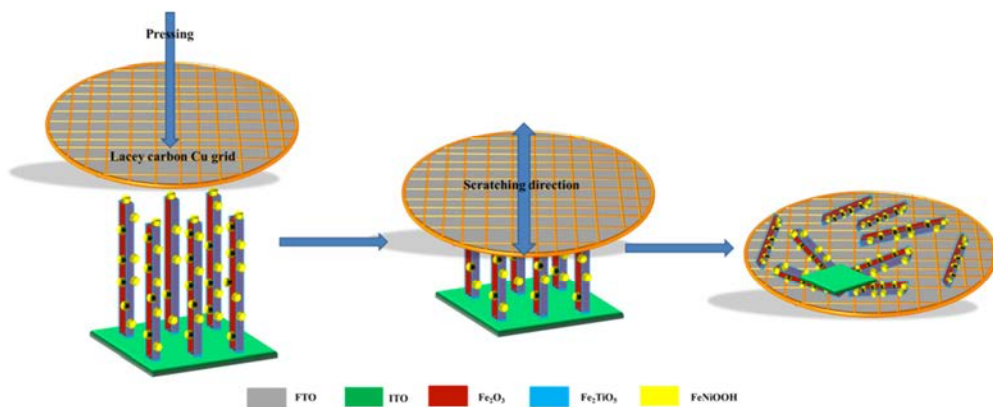 Pressing
Lacey carbon Cu grid
Scratching direction
FTO ITO Fe₂O₃ Fe₂TiO₅ FeNiOOH